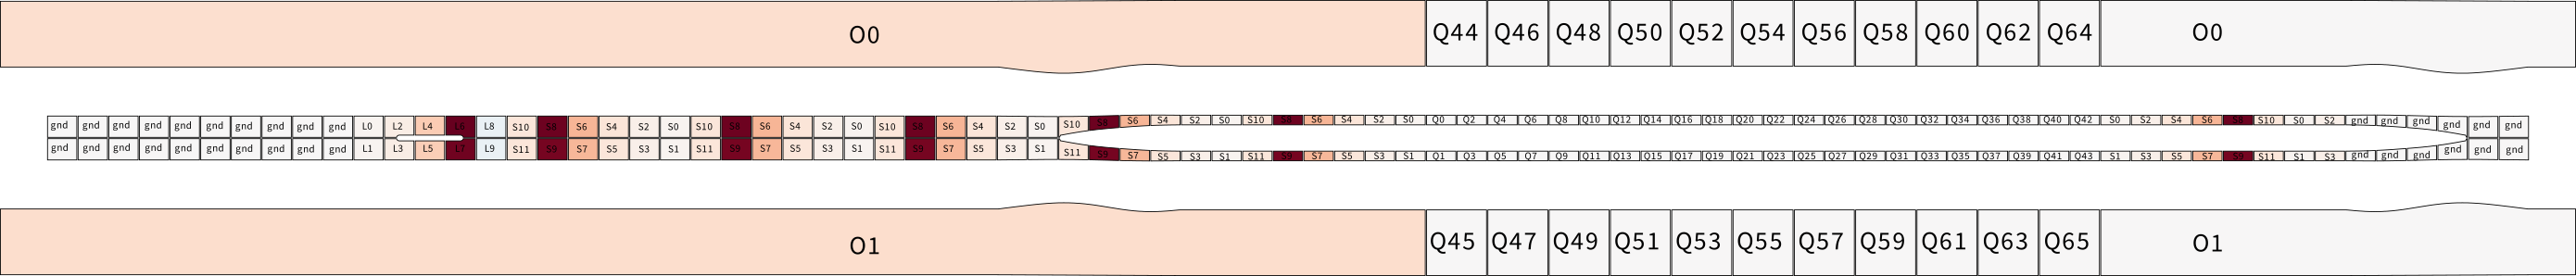 O0 Q44 Q46 Q48 Q50 Q52 Q54 Q56 Q58 Q60 Q62 Q64 O0
gnd gnd gnd gnd gnd gnd gnd gnd gnd gnd L0 L2 L4 L6 L8 S10 S8 S6 S4 S2 S0 S10 S8 S6 S4 S2 S0 S10 S8 S6 S4 S2 S0 S10 S8 S6 S4 S2 S0 S10 S8 S6 S4 S2 S0 Q0 Q2 Q4 Q6 Q8 Q10 Q12 Q14 Q16 Q18 Q20 Q22 Q24 Q26 Q28 Q30 Q32 Q34 Q36 Q38 Q40 Q42 S0 S2 S4 S6 S8 S10 S0 S2 gnd gnd gnd gnd gnd gnd
gnd gnd gnd gnd gnd gnd gnd gnd gnd gnd L1 L3 L5 L7 L9 S11 S9 S7 S5 S3 S1 S11 S9 S7 S5 S3 S1 S11 S9 S7 S5 S3 S1 S11 S9 S7 S5 S3 S1 S11 S9 S7 S5 S3 S1 Q1 Q3 Q5 Q7 Q9 Q11 Q13 Q15 Q17 Q19 Q21 Q23 Q25 Q27 Q29 Q31 Q33 Q35 Q37 Q39 Q41 Q43 S1 S3 S5 S7 S9 S11 S1 S3 gnd gnd gnd gnd gnd gnd
O1 Q45 Q47 Q49 Q51 Q53 Q55 Q57 Q59 Q61 Q63 Q65 O1